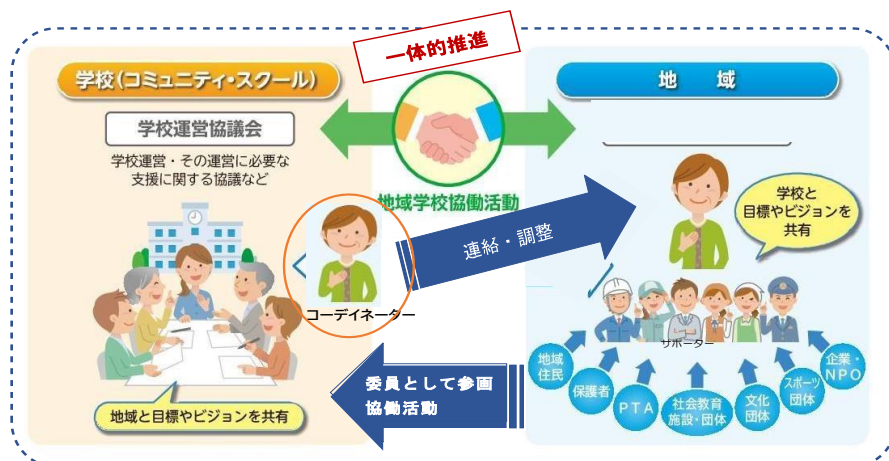 一体的推進
学校(コミュニティ・スクール)
学校運営協議会
学校運営・その運営に必要な
支援に関する協議など
地域学校協働活動
コーデイネーター
地域と目標やビジョンを共有
連絡・調整
委員として参画
協働活動
地 域
学校と
目標やビジョンを
共有
サポーター
地域
住民
保護者
PTA
社会教育
施設・団体
文化
団体
スポーツ
団体
企業・
NPO